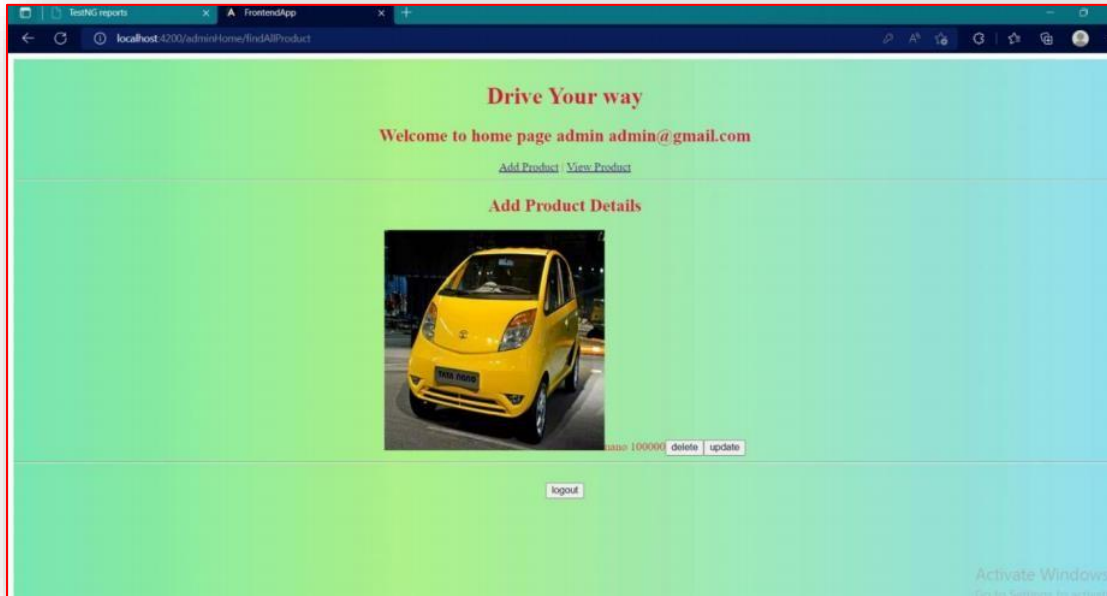 TestNG reports
FrontendApp
localhost:4200/adminHome/findAllProduct
Drive Your way
Welcome to home page admin admin@gmail.com
Add Product | View Product
Add Product Details
TATA nano
nano 100000 delete update
logout
Activate Windows